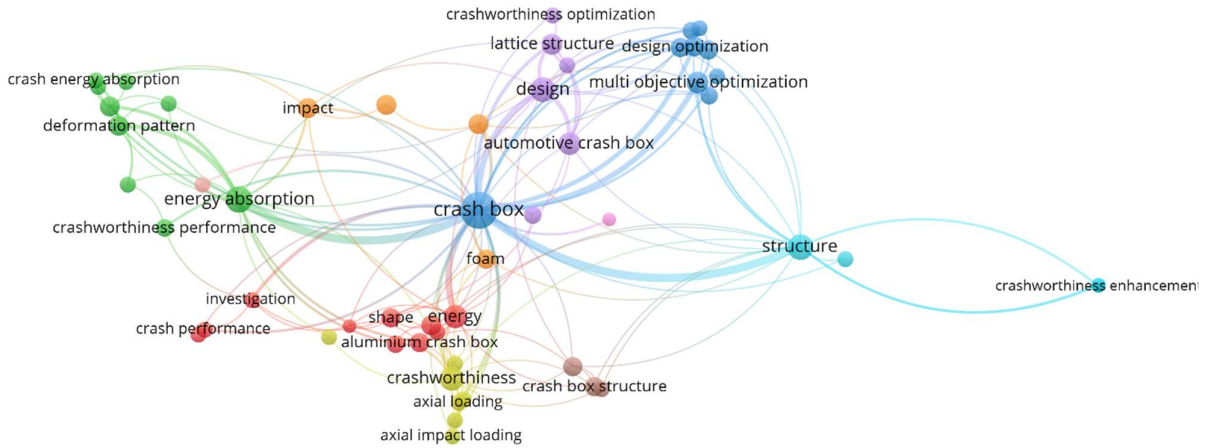 crashworthiness optimization
lattice structure
design optimization
crash energy absorption
multi objective optimization
design
impact
deformation pattern
automotive crash box
energy absorption
crash box
crashworthiness performance
structure
foam
crashworthiness enhancement
investigation
shape
energy
crash performance
aluminium crash box
crashworthiness
crash box structure
axial loading
axial impact loading